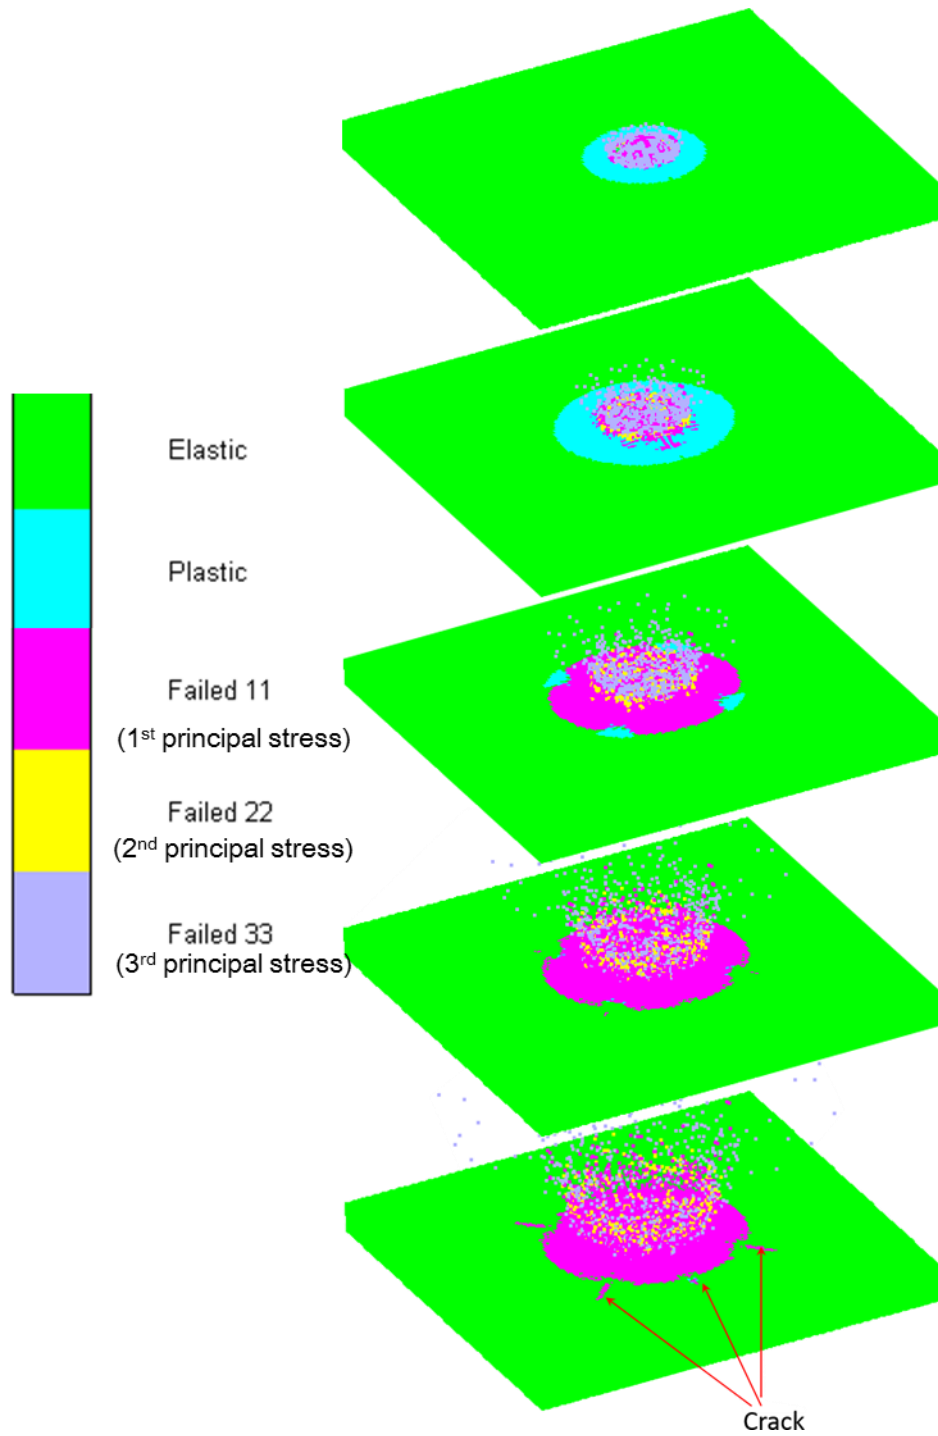 Elastic
Plastic
Failed 11
(1st principal stress)
Failed 22
(2nd principal stress)
Failed 33
(3rd principal stress)
Crack